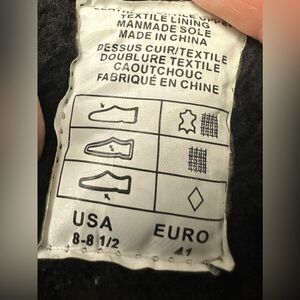 TEXTILE LINING
MANMADE SOLE
MADE IN CHINA
DESSUS CUIR/TEXTILE
DOUBLURE TEXTILE
CAOUTCHOUC
FABRIQUÉ EN CHINE
USA EURO
8-8 1/2 41